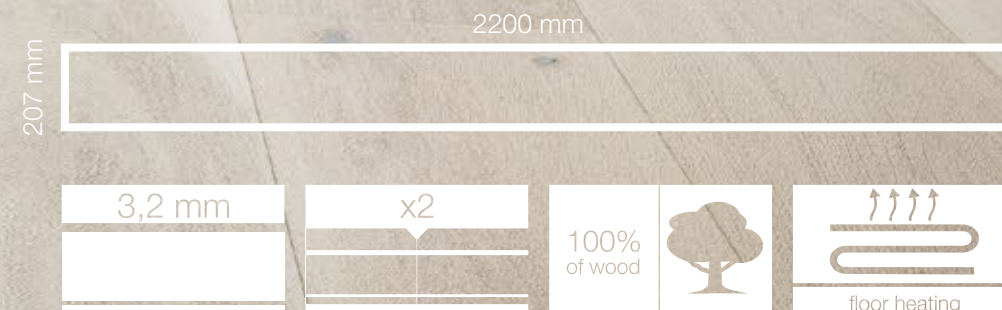 2200 mm
207 mm
3,2 mm
x2
100%
of wood
floor heating